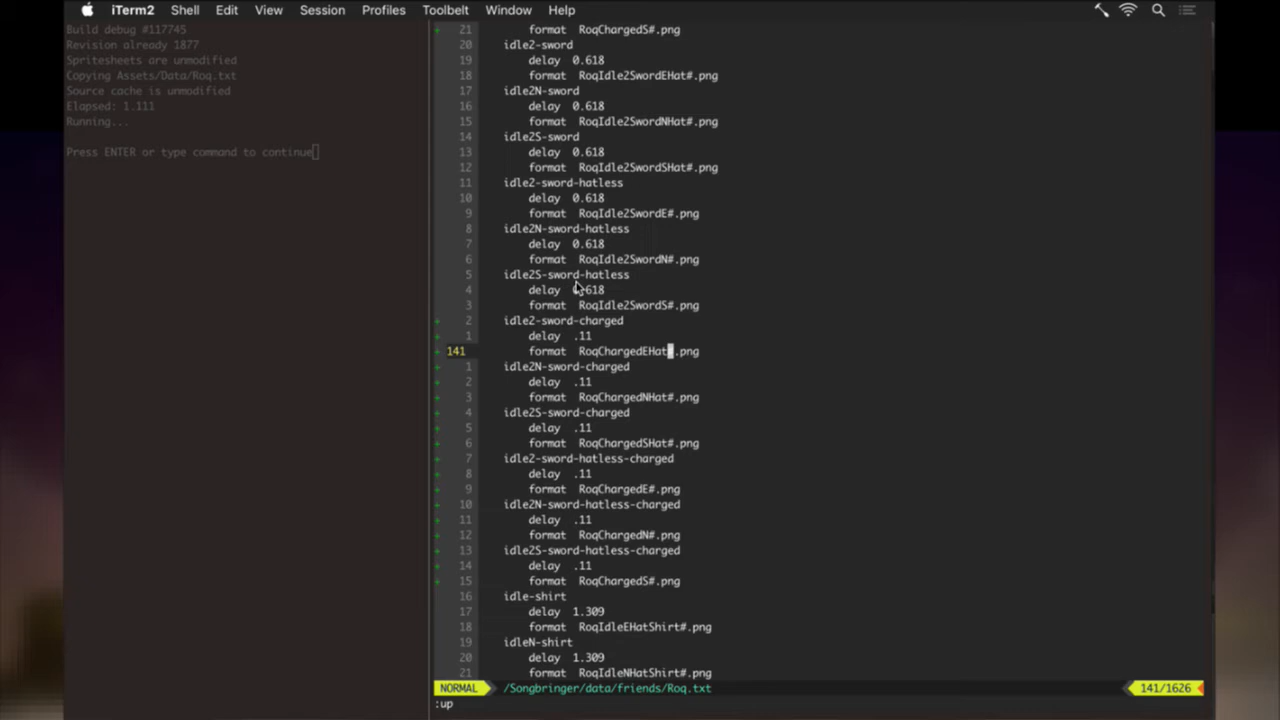 iTerm2 Shell Edit View Session Profiles Toolbelt Window Help
Build debug #117745
Revision already 1877
Spritesheets are unmodified
Copying Assets/Data/Roq.txt
Source cache is unmodified
Elapsed: 1.111
Running...
Press ENTER or type command to continue
+ 21 format RoqChargedS#.png
20 idle2-sword
19 delay 0.618
18 format RoqIdle2SwordEHat#.png
17 idle2N-sword
16 delay 0.618
15 format RoqIdle2SwordNHat#.png
14 idle2S-sword
13 delay 0.618
12 format RoqIdle2SwordSHat#.png
11 idle2-sword-hatless
10 delay 0.618
9 format RoqIdle2SwordE#.png
8 idle2N-sword-hatless
7 delay 0.618
6 format RoqIdle2SwordN#.png
5 idle2S-sword-hatless
4 delay 0.618
3 format RoqIdle2SwordS#.png
+ 2 idle2-sword-charged
+ 1 delay .11
+ 141 format RoqChargedEHat#.png
+ 1 idle2N-sword-charged
+ 2 delay .11
+ 3 format RoqChargedNHat#.png
+ 4 idle2S-sword-charged
+ 5 delay .11
+ 6 format RoqChargedSHat#.png
+ 7 idle2-sword-hatless-charged
+ 8 delay .11
+ 9 format RoqChargedE#.png
+ 10 idle2N-sword-hatless-charged
+ 11 delay .11
+ 12 format RoqChargedN#.png
+ 13 idle2S-sword-hatless-charged
+ 14 delay .11
+ 15 format RoqChargedS#.png
16 idle-shirt
17 delay 1.309
18 format RoqIdleEHatShirt#.png
19 idleN-shirt
20 delay 1.309
21 format RoqIdleNHatShirt#.png
NORMAL /Songbringer/data/friends/Roq.txt 141/1626
:up